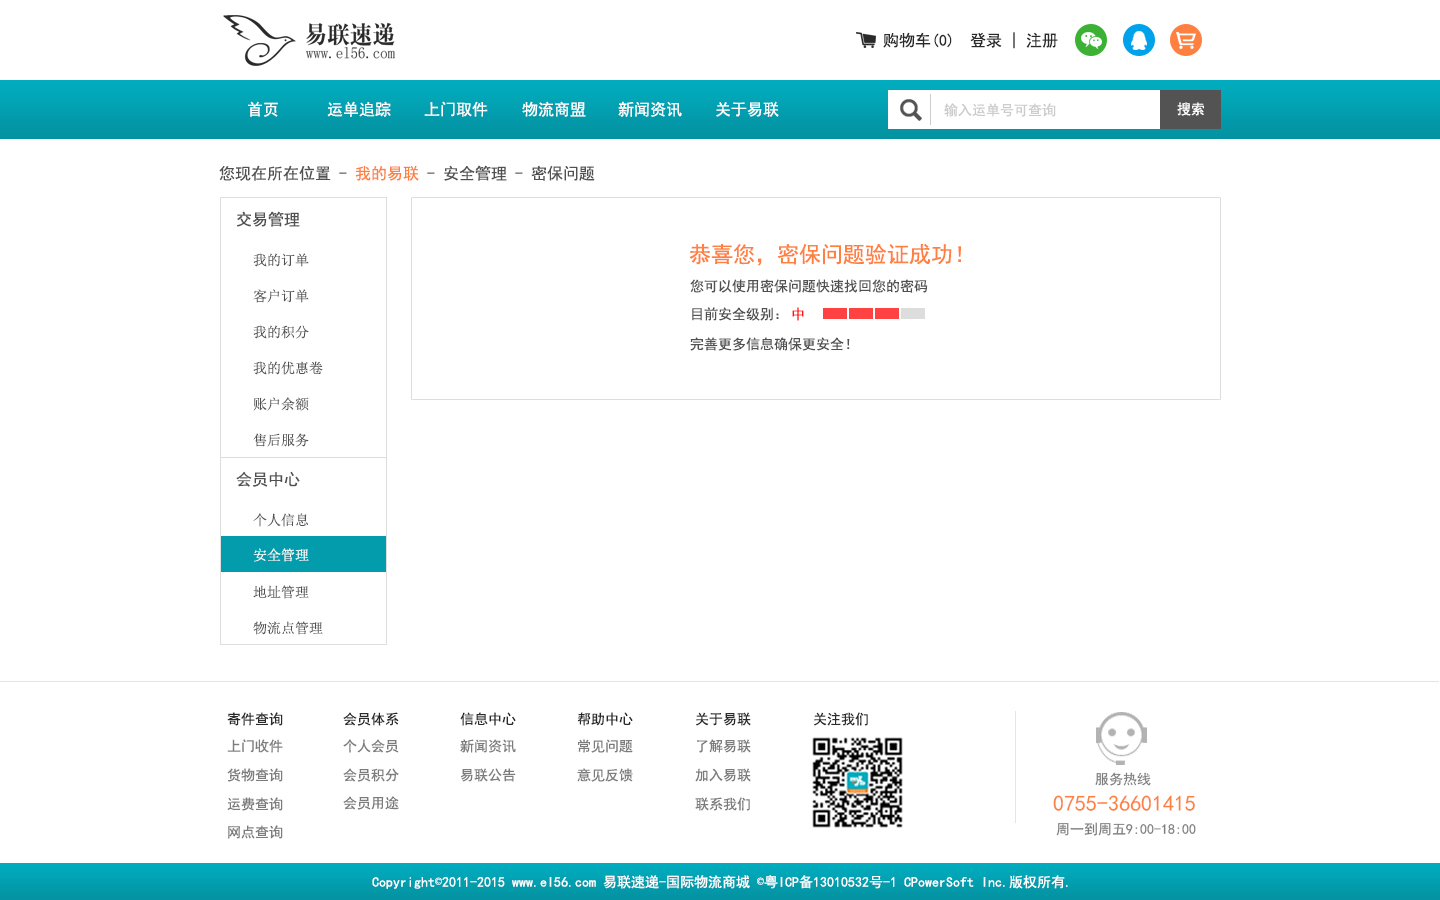 易联速递
www.el56.com
购物车(0) 登录 | 注册
首页 运单追踪 上门取件 物流商盟 新闻资讯 关于易联
输入运单号可查询 搜索
您现在所在位置 - 我的易联 - 安全管理 - 密保问题
交易管理
我的订单
客户订单
我的积分
我的优惠卷
账户余额
售后服务
会员中心
个人信息
安全管理
地址管理
物流点管理
恭喜您，密保问题验证成功！
您可以使用密保问题快速找回您的密码
目前安全级别：中
完善更多信息确保更安全！
寄件查询
上门收件
货物查询
运费查询
网点查询
会员体系
个人会员
会员积分
会员用途
信息中心
新闻资讯
易联公告
帮助中心
常见问题
意见反馈
关于易联
了解易联
加入易联
联系我们
关注我们
服务热线
0755-36601415
周一到周五9:00-18:00
Copyright©2011-2015 www.el56.com 易联速递-国际物流商城 ©粤ICP备13010532号-1 CPowerSoft Inc.版权所有.